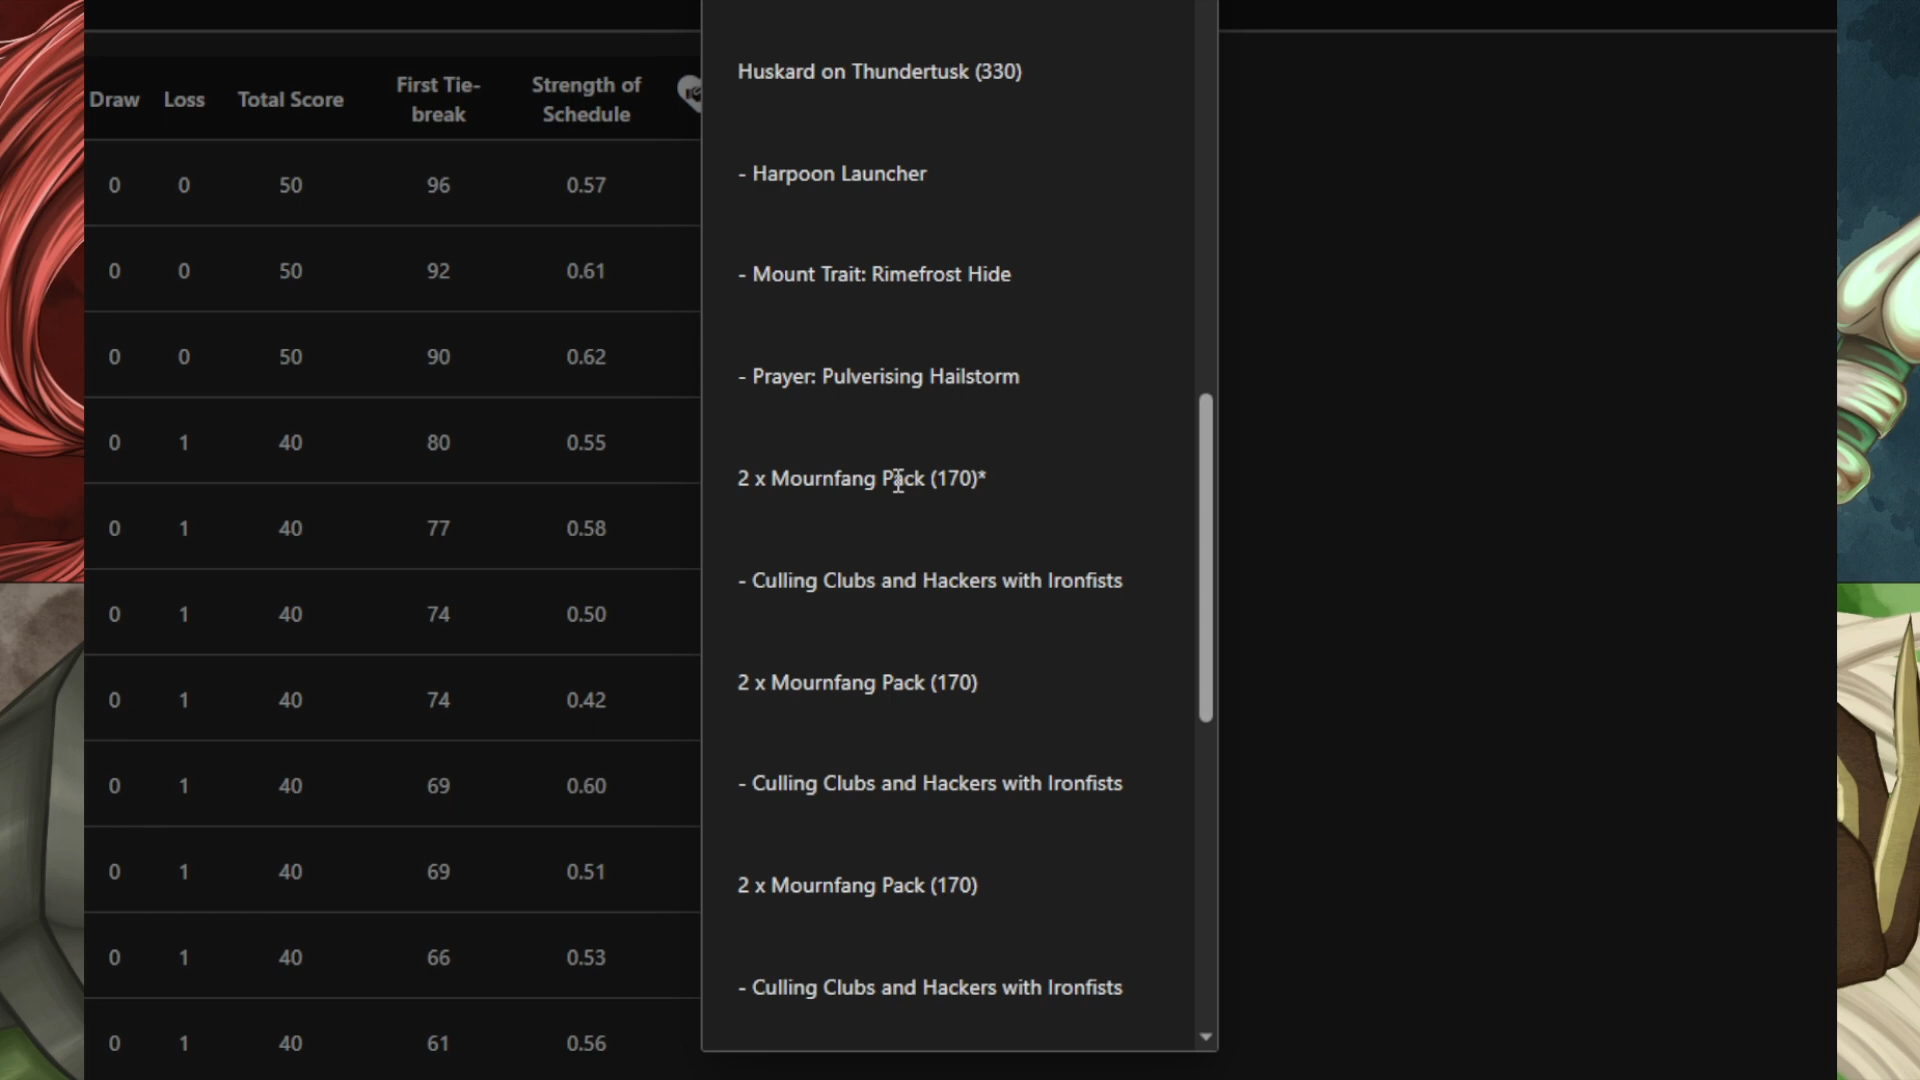 Draw Loss Total Score First Tie-break Strength of Schedule
0 0 50 96 0.57
0 0 50 92 0.61
0 0 50 90 0.62
0 1 40 80 0.55
0 1 40 77 0.58
0 1 40 74 0.50
0 1 40 74 0.42
0 1 40 69 0.60
0 1 40 69 0.51
0 1 40 66 0.53
0 1 40 61 0.56
Huskard on Thundertusk (330)
- Harpoon Launcher
- Mount Trait: Rimefrost Hide
- Prayer: Pulverising Hailstorm
2 x Mournfang Pack (170)*
- Culling Clubs and Hackers with Ironfists
2 x Mournfang Pack (170)
- Culling Clubs and Hackers with Ironfists
2 x Mournfang Pack (170)
- Culling Clubs and Hackers with Ironfists